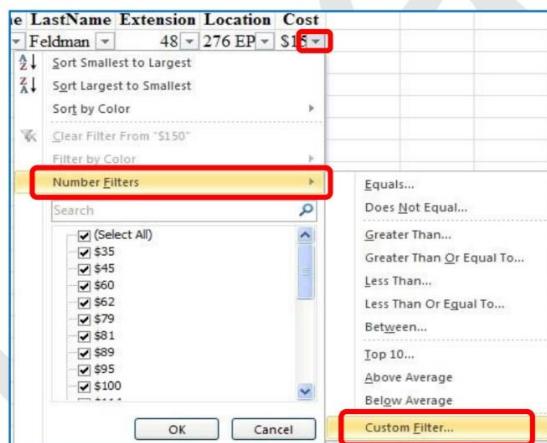 e LastName Extension Location Cost
Feldman 48 276 EP $15
Sort Smallest to Largest
Sort Largest to Smallest
Sort by Color
Clear Filter From "$150"
Filter by Color
Number Filters
Search
(Select All)
$35
$45
$60
$62
$79
$81
$89
$95
$100
OK Cancel
Equals...
Does Not Equal...
Greater Than...
Greater Than Or Equal To...
Less Than...
Less Than Or Equal To...
Between...
Top 10...
Above Average
Below Average
Custom Filter...